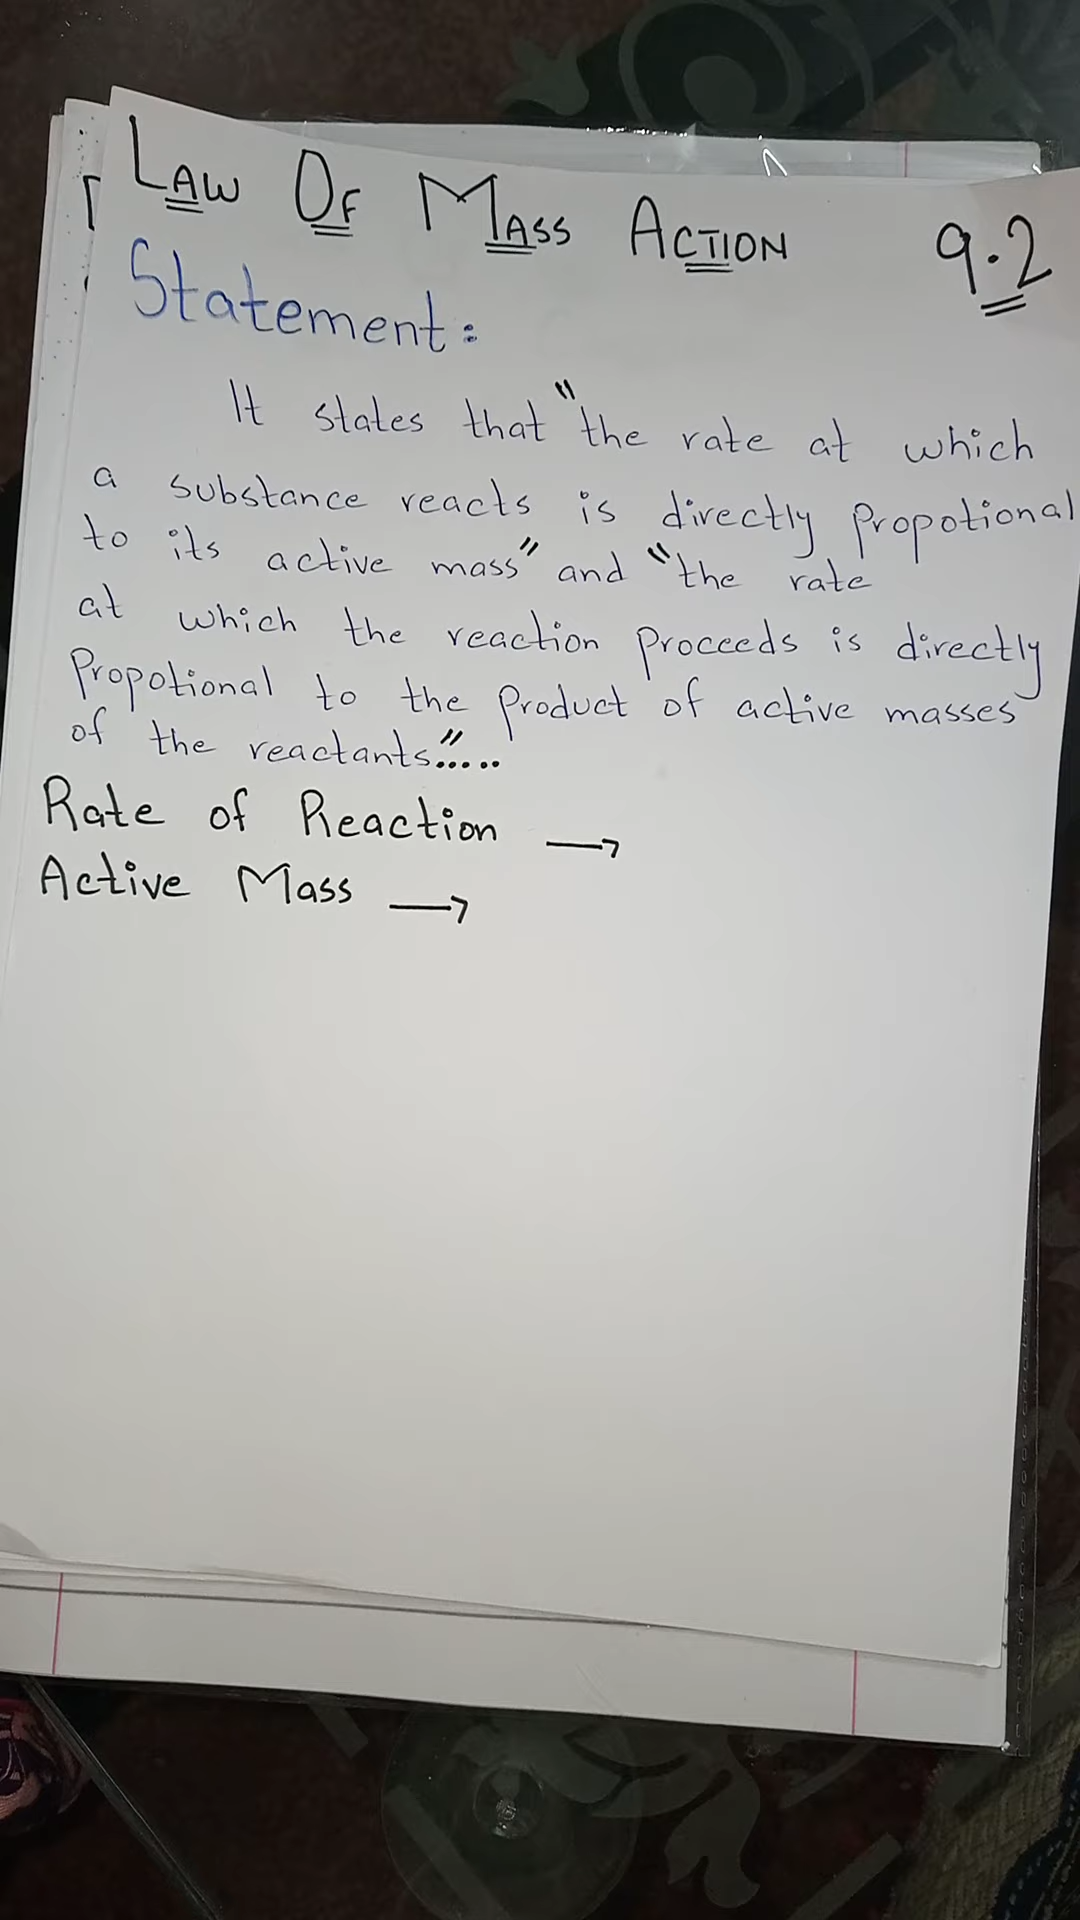 LAW OF MASS ACTION 9.2
Statement:
It states that "the rate at which
a substance reacts is directly propotional
to its active mass" and "the rate
at which the reaction proceeds is directly
Propotional to the product of active masses
of the reactants".....
Rate of Reaction →
Active Mass →